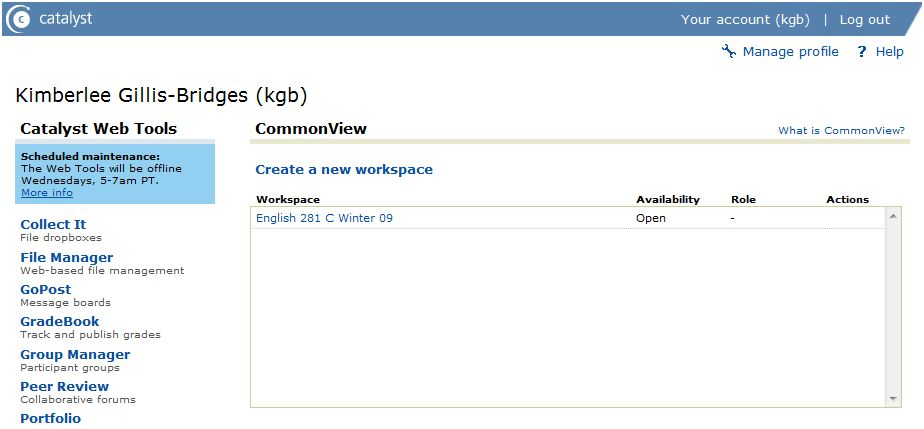 catalyst
Your account (kgb) | Log out
Manage profile ? Help
Kimberlee Gillis-Bridges (kgb)
Catalyst Web Tools
Scheduled maintenance:
The Web Tools will be offline
Wednesdays, 5-7am PT.
More info
Collect It
File dropboxes
File Manager
Web-based file management
GoPost
Message boards
GradeBook
Track and publish grades
Group Manager
Participant groups
Peer Review
Collaborative forums
Portfolio
CommonView
What is CommonView?
Create a new workspace
Workspace Availability Role Actions
English 281 C Winter 09 Open -